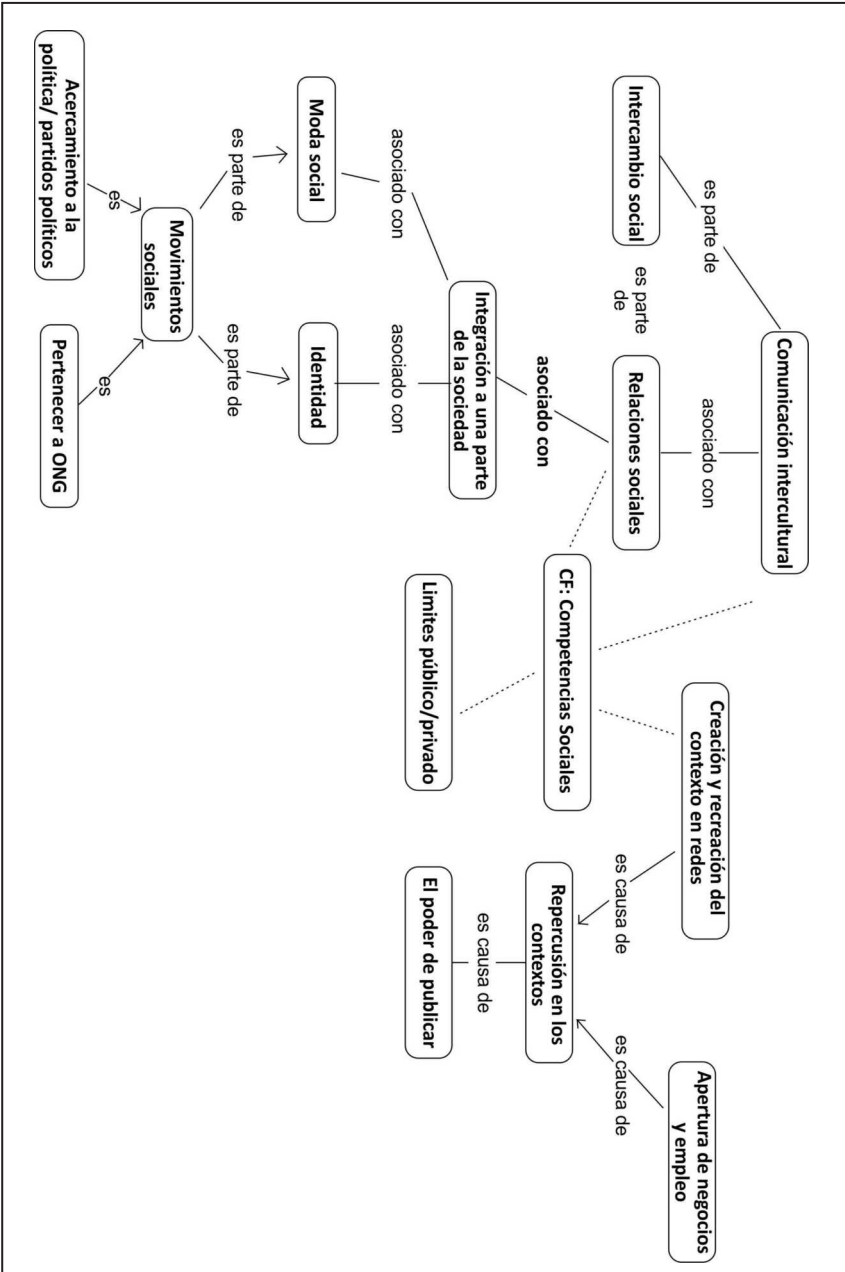 Comunicación intercultural
es parte de
asociado con
Intercambio social
es parte
de
Relaciones sociales
asociado con
Integración a una parte
de la sociedad
asociado con
asociado con
Moda social
Identidad
es parte de
es parte de
Movimientos
sociales
es
es
Acercamiento a la
política/ partidos políticos
Pertenecer a ONG
CF: Competencias Sociales
Limites público/privado
Creación y recreación del
contexto en redes
es causa de
Apertura de negocios
y empleo
es causa de
Repercusión en los
contextos
es causa de
El poder de publicar